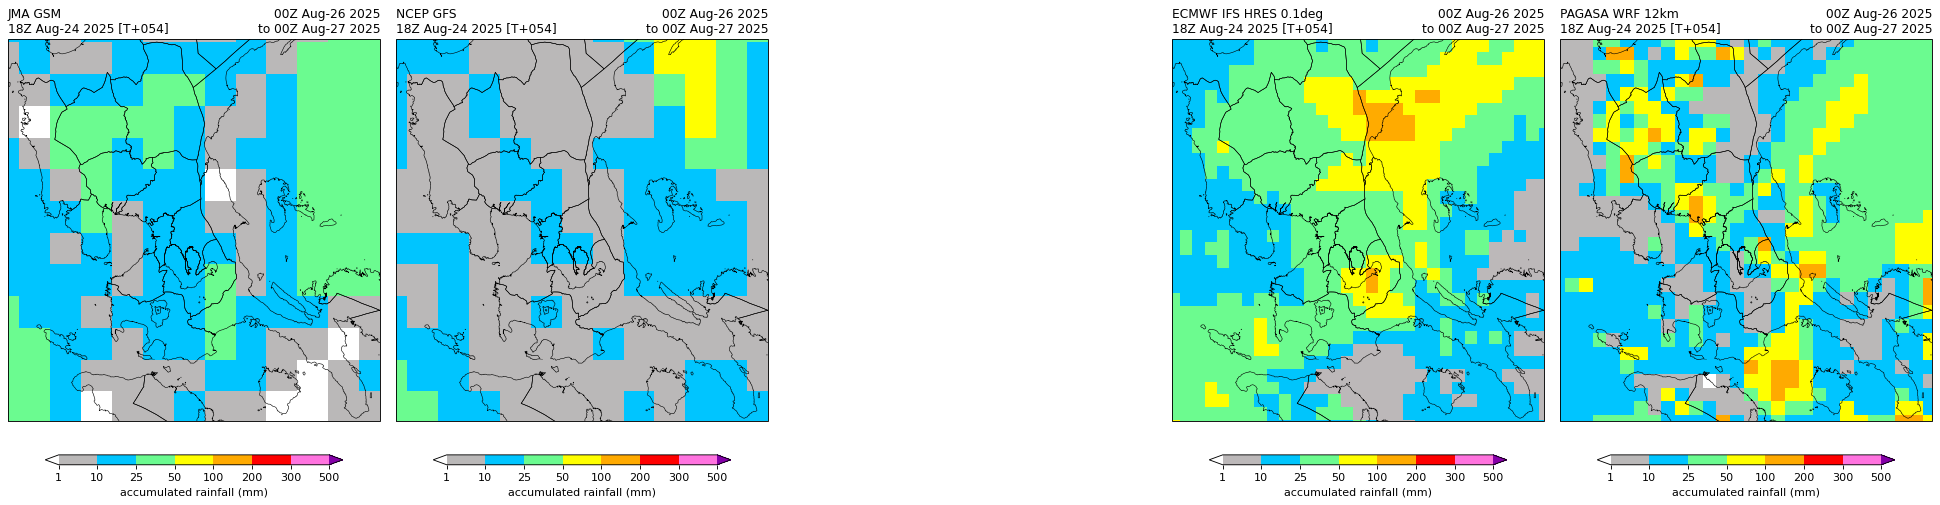 JMA GSM 00Z Aug-26 2025
18Z Aug-24 2025 [T+054] to 00Z Aug-27 2025
NCEP GFS 00Z Aug-26 2025
18Z Aug-24 2025 [T+054] to 00Z Aug-27 2025
ECMWF IFS HRES 0.1deg 00Z Aug-26 2025
18Z Aug-24 2025 [T+054] to 00Z Aug-27 2025
PAGASA WRF 12km 00Z Aug-26 2025
18Z Aug-24 2025 [T+054] to 00Z Aug-27 2025
1 10 25 50 100 200 300 500
accumulated rainfall (mm)
1 10 25 50 100 200 300 500
accumulated rainfall (mm)
1 10 25 50 100 200 300 500
accumulated rainfall (mm)
1 10 25 50 100 200 300 500
accumulated rainfall (mm)